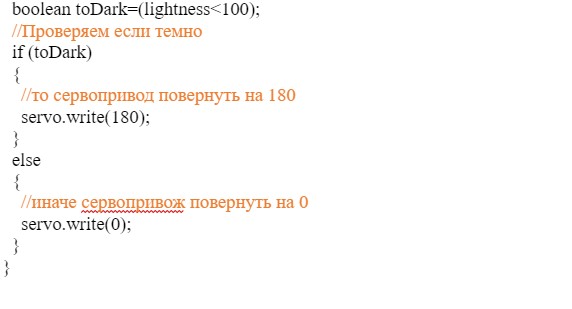 boolean toDark=(lightness<100);
//Проверяем если темно
if (toDark)
{
//то сервопривод повернуть на 180
servo.write(180);
}
else
{
//иначе сервопривож повернуть на 0
servo.write(0);
}
}